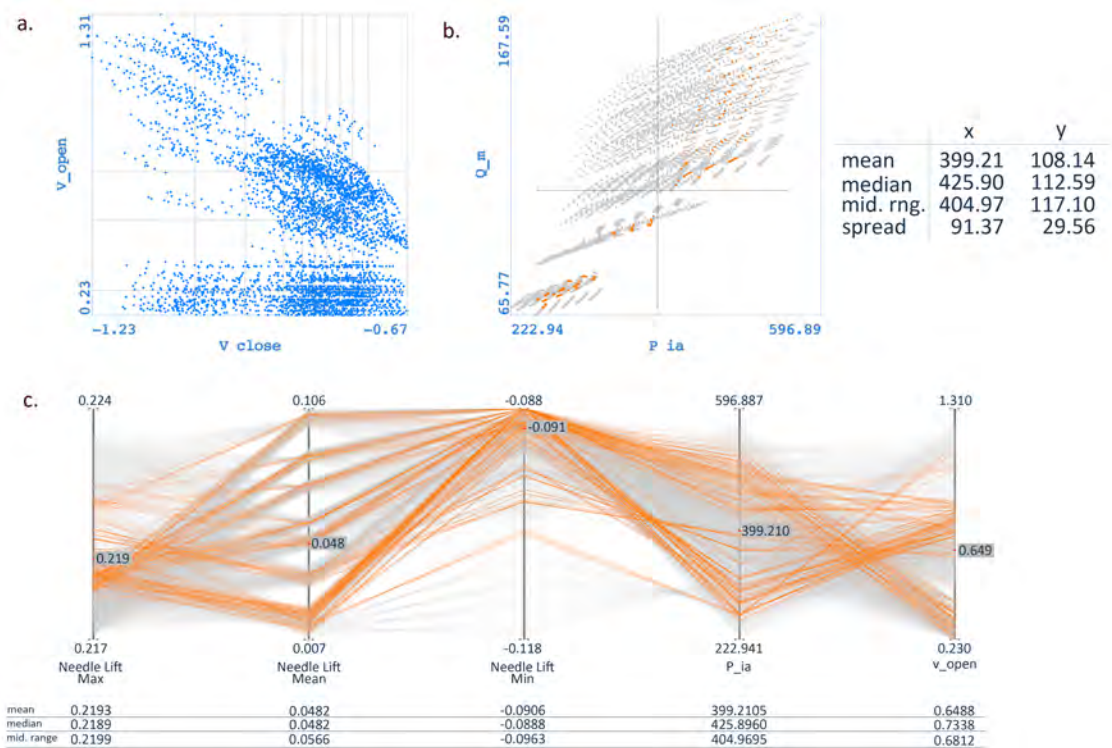 a.
1.31
V_open
0.23
-1.23
-0.67
V close
b.
167.59
Q_m
65.77
222.94
596.89
P ia
x y
mean 399.21 108.14
median 425.90 112.59
mid. rng. 404.97 117.10
spread 91.37 29.56
c.
0.224 0.106 -0.088 596.887 1.310
-0.091
399.210
0.048
0.649
0.219
0.217 0.007 -0.118 222.941 0.230
Needle Lift Needle Lift Needle Lift P_ia v_open
Max Mean Min
mean 0.2193 0.0482 -0.0906 399.2105 0.6488
median 0.2189 0.0482 -0.0888 425.8960 0.7338
mid. range 0.2199 0.0566 -0.0963 404.9695 0.6812